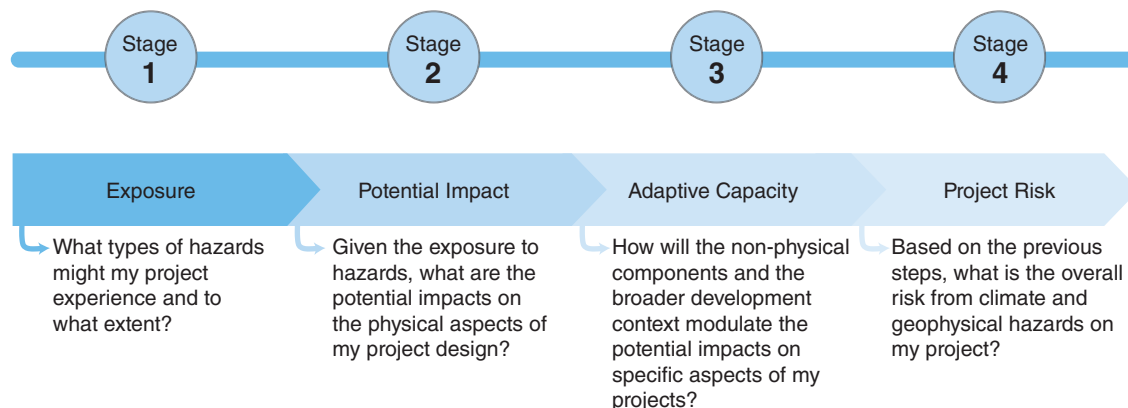 Stage
1
Stage
2
Stage
3
Stage
4
Exposure
Potential Impact
Adaptive Capacity
Project Risk
What types of hazards
might my project
experience and to
what extent?
Given the exposure to
hazards, what are the
potential impacts on
the physical aspects of
my project design?
How will the non-physical
components and the
broader development
context modulate the
potential impacts on
specific aspects of my
projects?
Based on the previous
steps, what is the overall
risk from climate and
geophysical hazards on
my project?